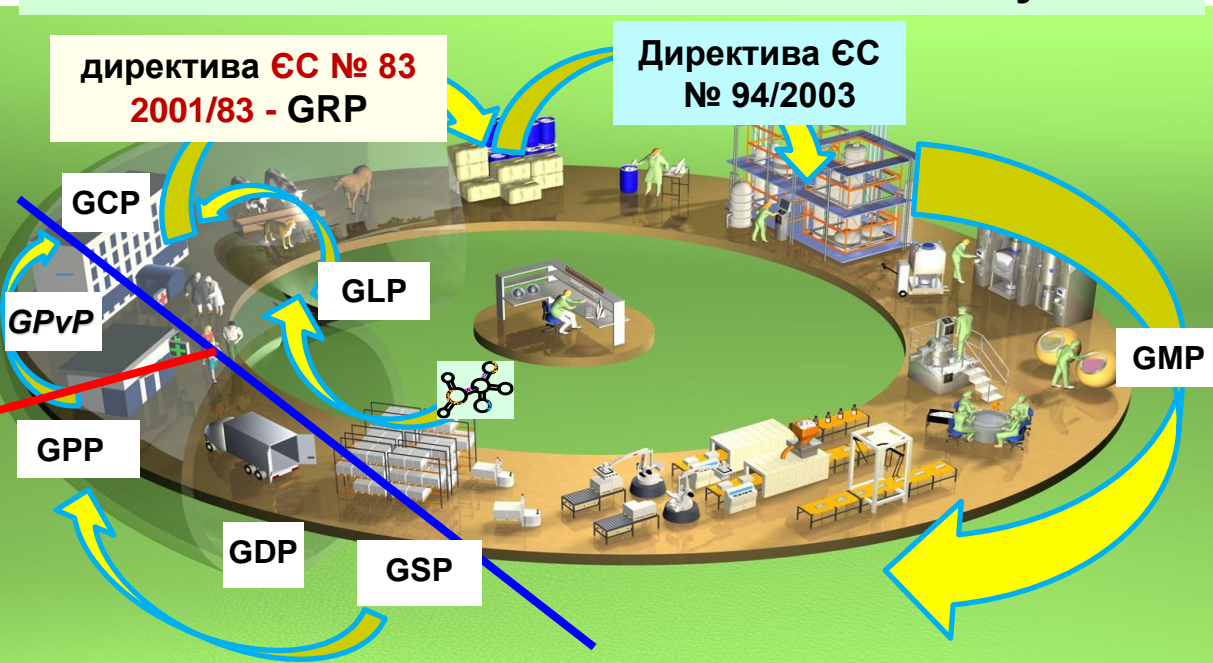 директива ЄС № 83
2001/83 - GRP
Директива ЄС
№ 94/2003
GCP
GLP
GPvP
GMP
GPP
GDP
GSP